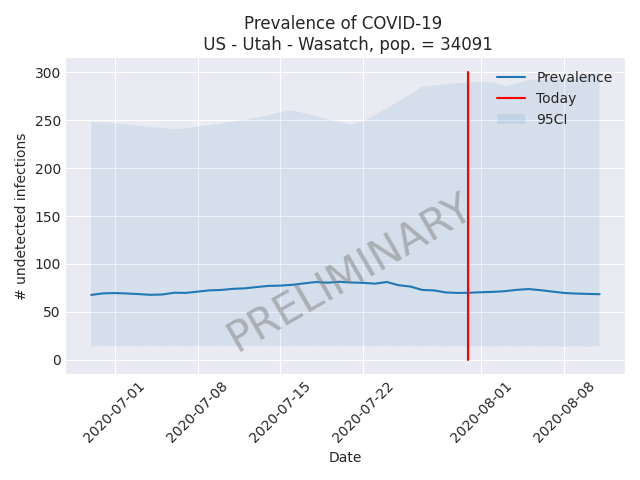 Prevalence of COVID-19
US - Utah - Wasatch, pop. = 34091
300
250
200
150
100
50
0
# undetected infections
Prevalence
Today
95CI
PRELIMINARY
2020-07-01
2020-07-08
2020-07-15
2020-07-22
2020-08-01
2020-08-08
Date